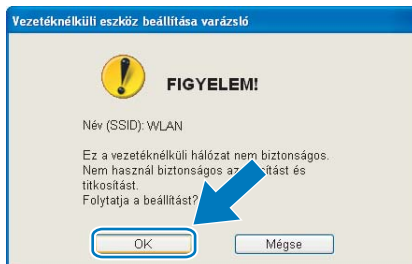 Vezetéknélküli eszköz beállítása varázsló
FIGYELEM!
Név (SSID): WLAN
Ez a vezetéknélküli hálózat nem biztonságos.
Nem használ biztonságos és
titkosítást.
Folytatja a beállítást?
OK
Mégse